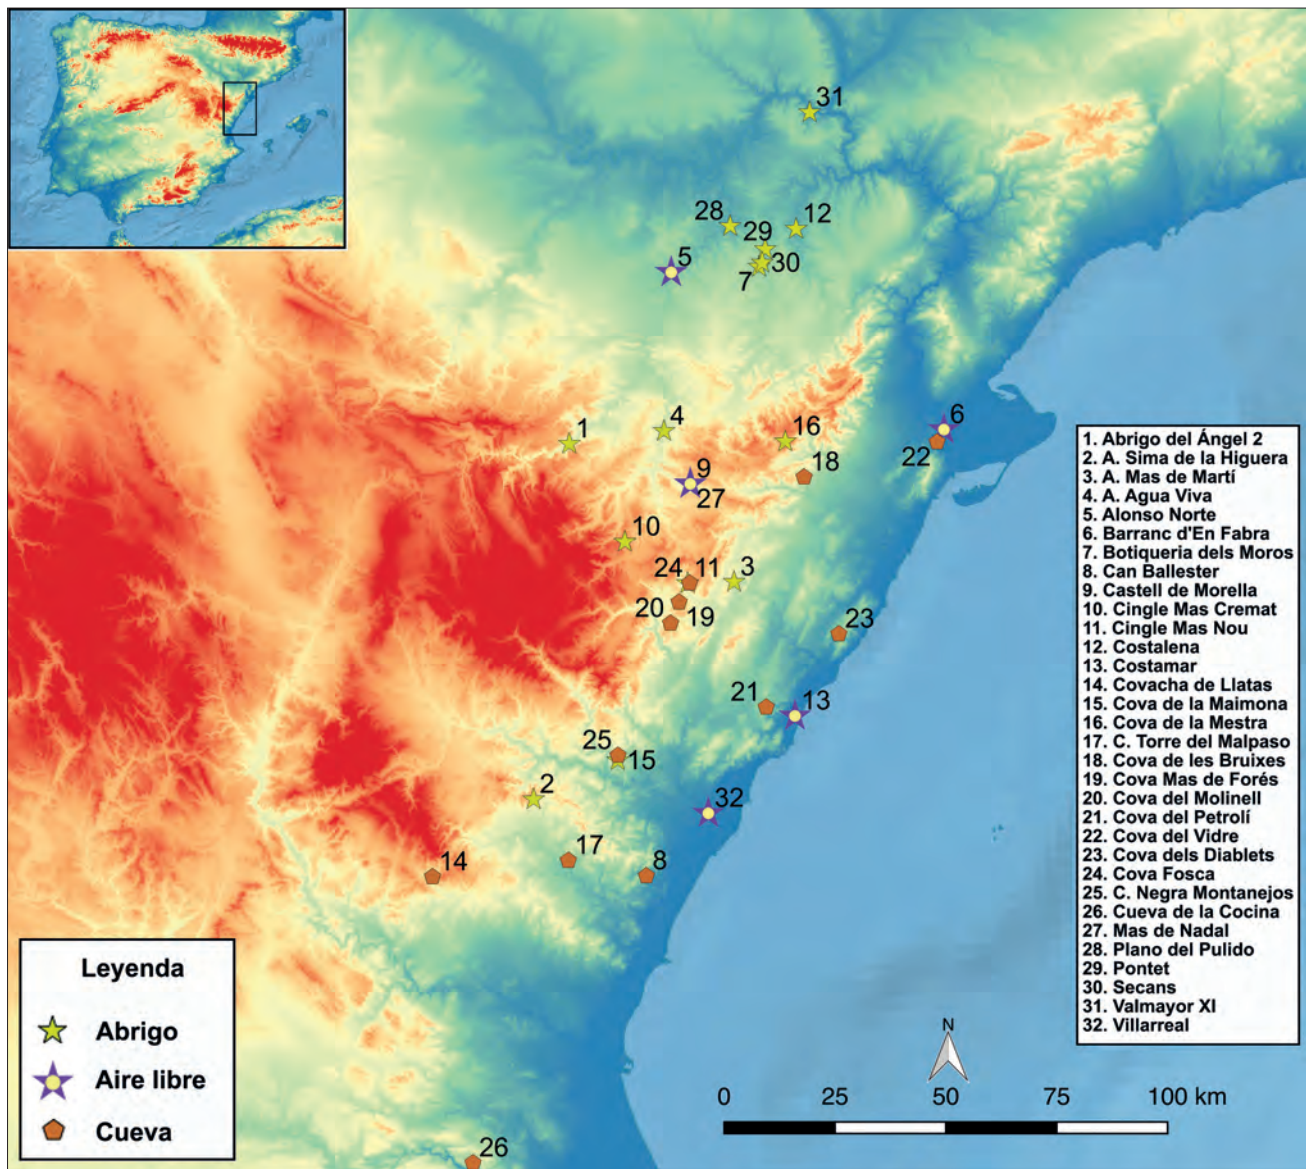 31
28
12
29
5
30
7
1
4
16
6
22
18
9
27
10
24
11
3
20
19
23
21
13
25
15
2
32
17
8
14
26
1. Abrigo del Ángel 2
2. A. Sima de la Higuera
3. A. Mas de Martí
4. A. Agua Viva
5. Alonso Norte
6. Barranc d'En Fabra
7. Botiqueria dels Moros
8. Can Ballester
9. Castell de Morella
10. Cingle Mas Cremat
11. Cingle Mas Nou
12. Costalena
13. Costamar
14. Covacha de Llatas
15. Cova de la Maimona
16. Cova de la Mestra
17. C. Torre del Malpaso
18. Cova de les Bruixes
19. Cova Mas de Forés
20. Cova del Molinell
21. Cova del Petrolí
22. Cova del Vidre
23. Cova dels Diablets
24. Cova Fosca
25. C. Negra Montanejos
26. Cueva de la Cocina
27. Mas de Nadal
28. Plano del Pulido
29. Pontet
30. Secans
31. Valmayor XI
32. Villarreal
Leyenda
Abrigo
Aire libre
Cueva
N
0 25 50 75 100 km